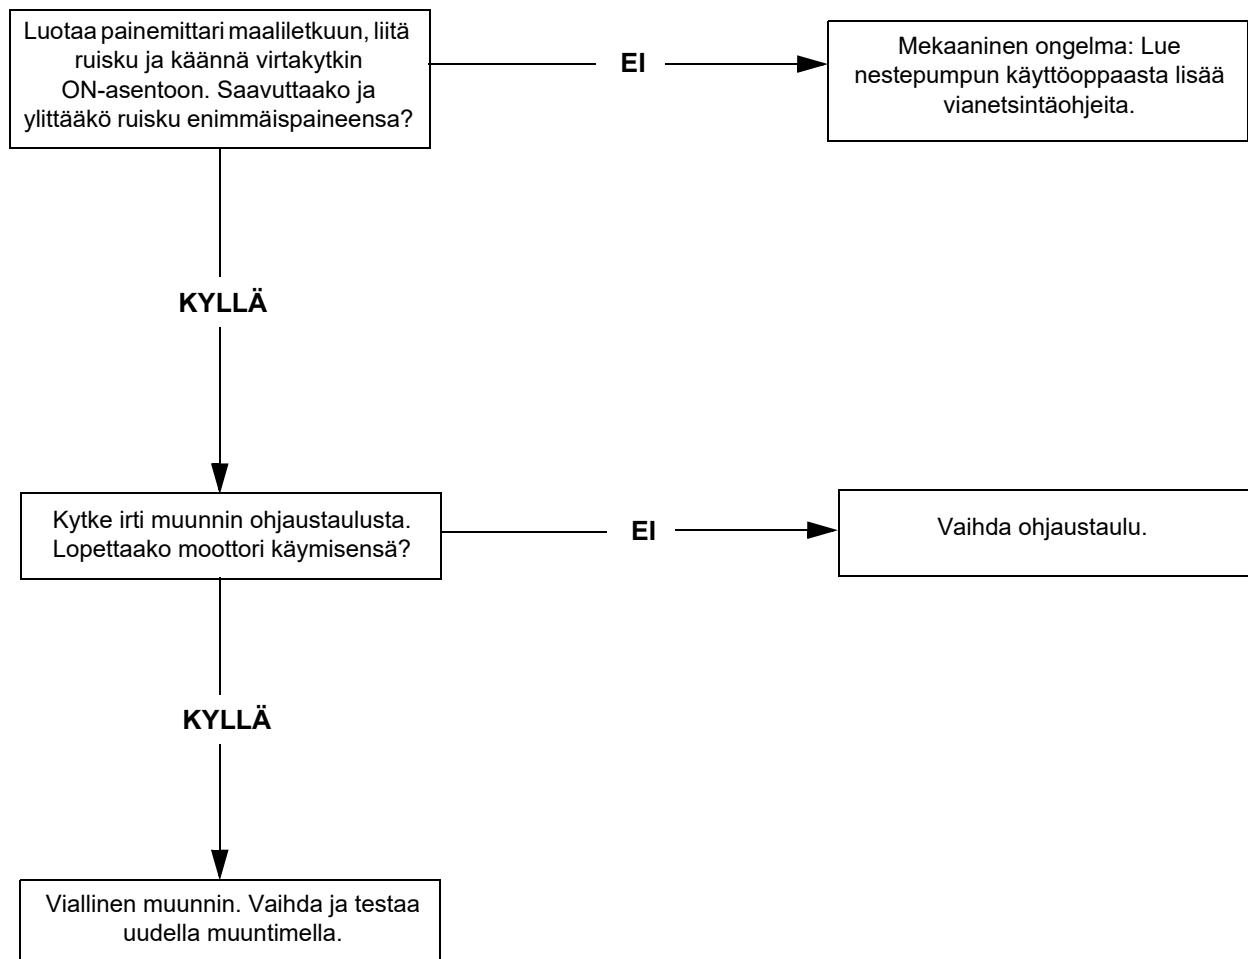 Luotaa painemittari maaliletkuun, liitä
ruisku ja käännä virtakytkin
ON-asentoon. Saavuttaako ja
ylittääkö ruisku enimmäispaineensa?
EI
Mekaaninen ongelma: Lue
nestepumpun käyttöoppaasta lisää
vianetsintäohjeita.
KYLLÄ
Kytke irti muunnin ohjaustaulusta.
Lopettaako moottori käymisensä?
EI
Vaihda ohjaustaulu.
KYLLÄ
Viallinen muunnin. Vaihda ja testaa
uudella muuntimella.